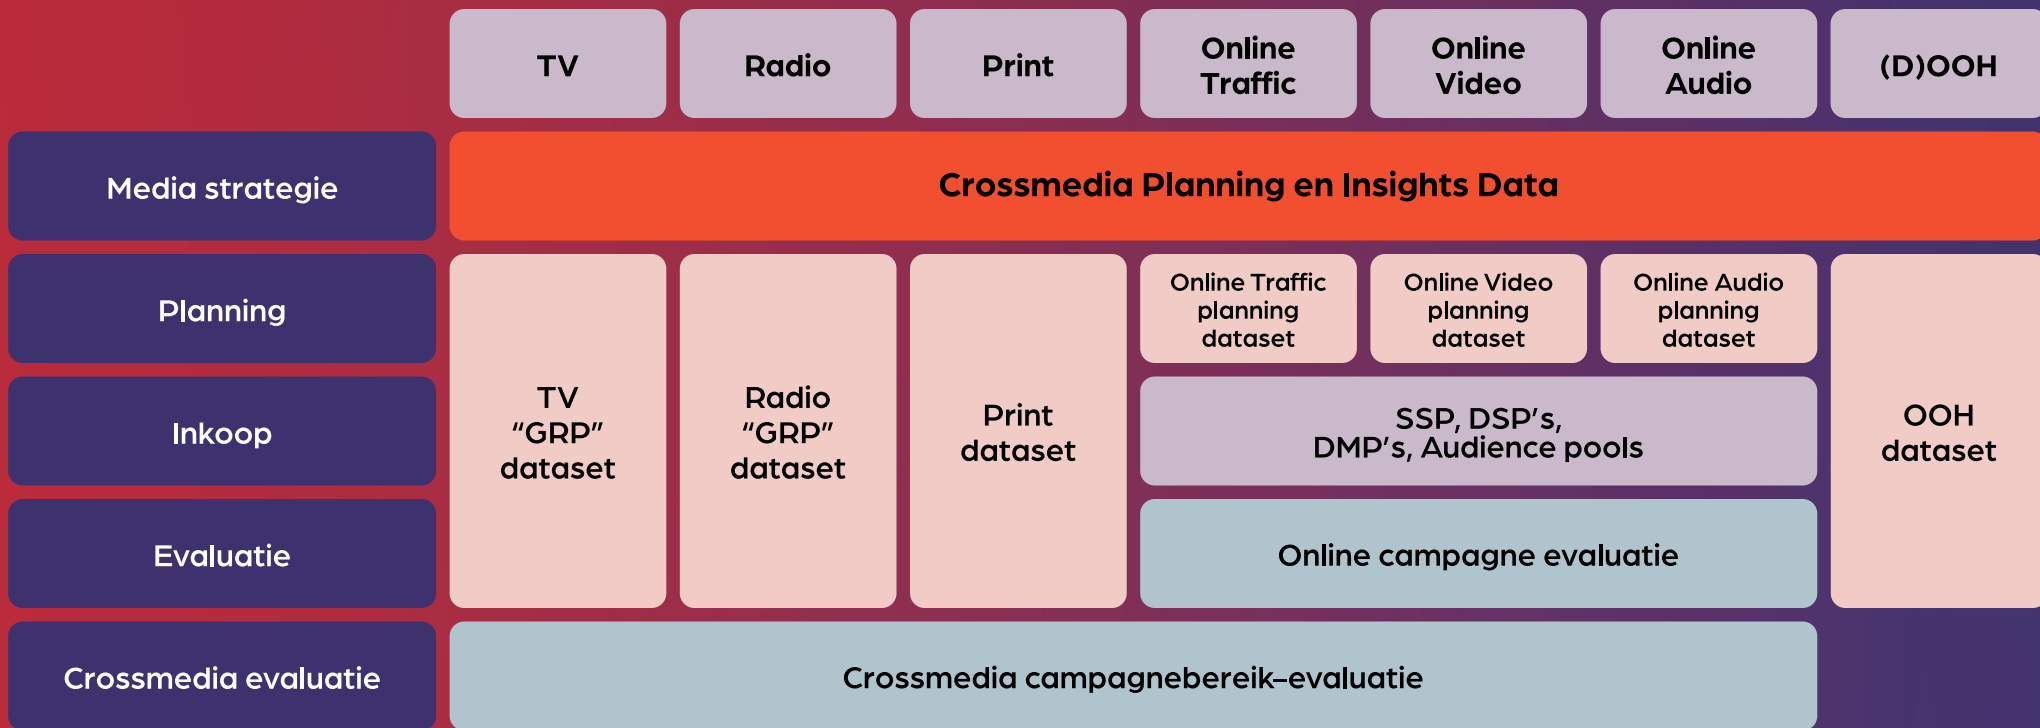 TV
Radio
Print
Online
Traffic
Online
Video
Online
Audio
(D)OOH
Media strategie
Crossmedia Planning en Insights Data
Planning
Online Traffic
planning
dataset
Online Video
planning
dataset
Online Audio
planning
dataset
Inkoop
TV
“GRP”
dataset
Radio
“GRP”
dataset
Print
dataset
SSP, DSP’s,
DMP’s, Audience pools
OOH
dataset
Evaluatie
Online campagne evaluatie
Crossmedia evaluatie
Crossmedia campagnebereik-evaluatie